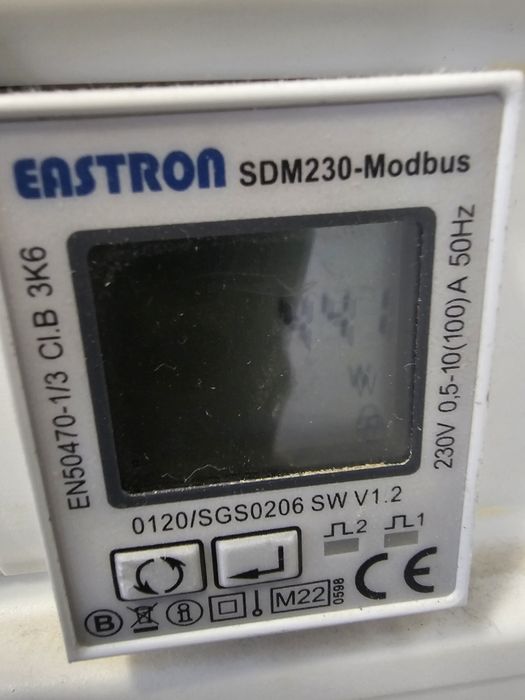 EASTRON SDM230-Modbus
EN50470-1/3 Cl.B 3K6
W
230V 0,5-10(100)A 50Hz
0120/SGS0206 SW V1.2
2 1
B i M22 0598 CE